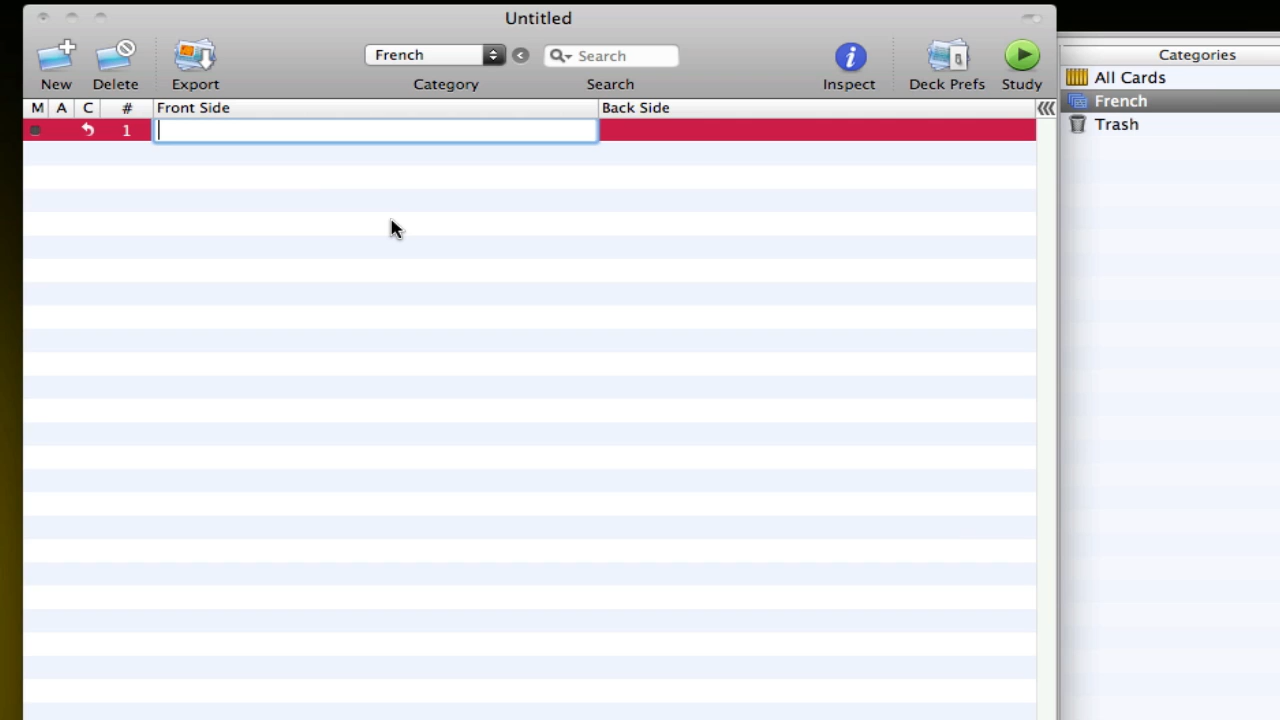 Untitled
French
<
Search
New
Delete
Export
Category
Search
Inspect
Deck Prefs
Study
M A C # Front Side Back Side
1
Categories
All Cards
French
Trash